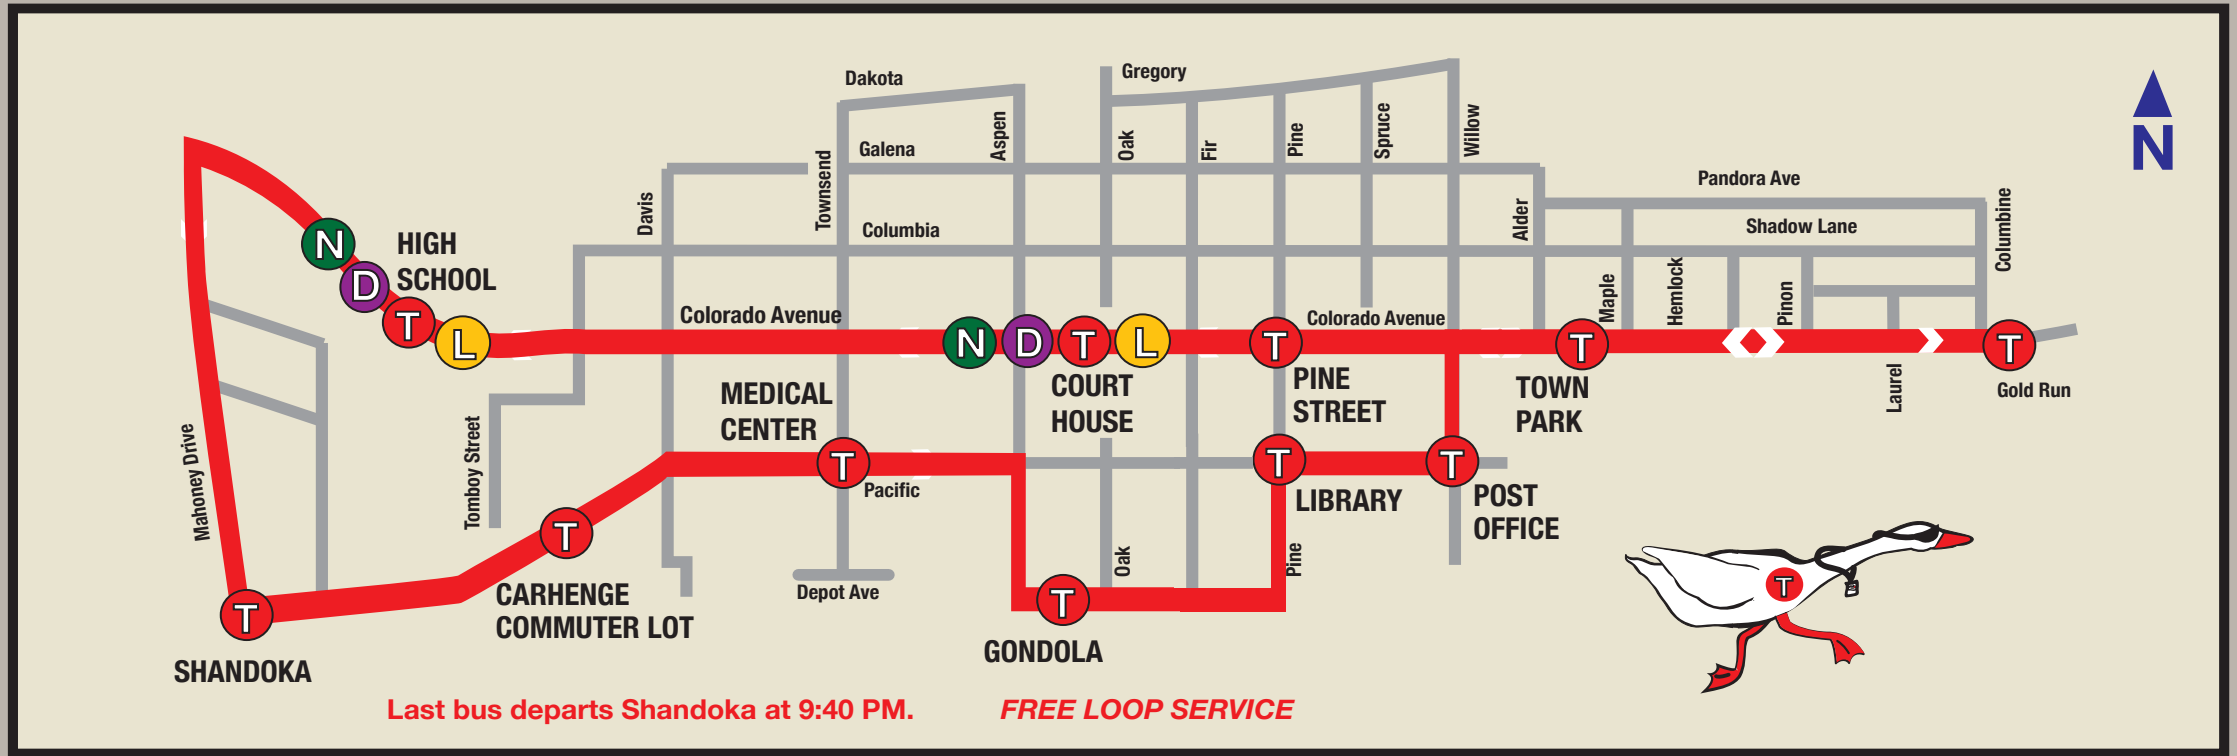 Dakota
Gregory
Galena
Aspen
Oak
Fir
Pine
Spruce
Willow
N
Townsend
Davis
Columbia
Alder
Pandora Ave
Shadow Lane
Columbine
N
D
T
L
HIGH
SCHOOL
Colorado Avenue
N
D
T
L
COURT
HOUSE
T
Colorado Avenue
PINE
STREET
T
TOWN
PARK
Maple
Hemlock
Pinon
Laurel
T
Gold Run
MEDICAL
CENTER
T
Pacific
T
LIBRARY
T
POST
OFFICE
Mahoney Drive
Tomboy Street
T
CARHENGE
COMMUTER LOT
Depot Ave
Oak
Pine
T
GONDOLA
T
SHANDOKA
T
Last bus departs Shandoka at 9:40 PM.
FREE LOOP SERVICE